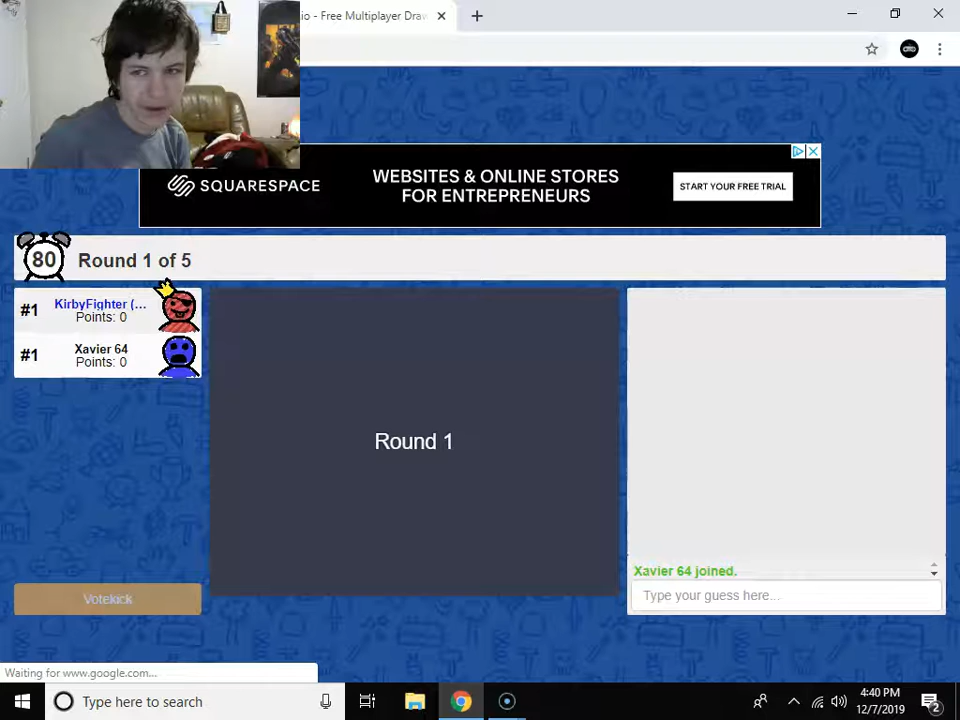 io - Free Multiplayer Draw
SQUARESPACE
WEBSITES & ONLINE STORES
FOR ENTREPRENEURS
START YOUR FREE TRIAL
80
Round 1 of 5
#1
KirbyFighter (...
Points: 0
#1
Xavier 64
Points: 0
Round 1
Xavier 64 joined.
Type your guess here...
Votekick
Waiting for www.google.com...
Type here to search
4:40 PM
12/7/2019
2